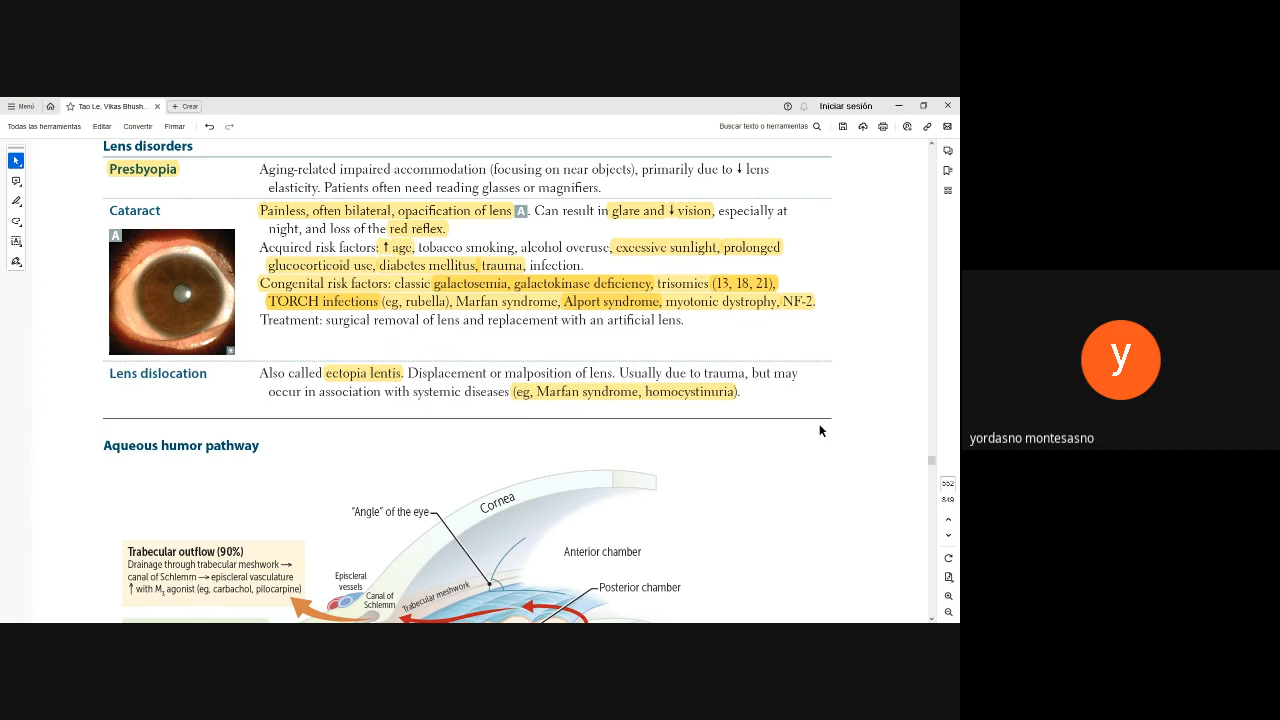 Menú
Tao Le, Vikas Bhush...
Crear
Iniciar sesión
Todas las herramientas Editar Convertir Firmar
Buscar texto o herramientas
Lens disorders
Presbyopia
Aging-related impaired accommodation (focusing on near objects), primarily due to ↓ lens
elasticity. Patients often need reading glasses or magnifiers.
Cataract
Painless, often bilateral, opacification of lens A. Can result in glare and ↓ vision, especially at
night, and loss of the red reflex.
Acquired risk factors: ↑ age, tobacco smoking, alcohol overuse, excessive sunlight, prolonged
glucocorticoid use, diabetes mellitus, trauma, infection.
Congenital risk factors: classic galactosemia, galactokinase deficiency, trisomies (13, 18, 21),
TORCH infections (eg, rubella), Marfan syndrome, Alport syndrome, myotonic dystrophy, NF-2.
Treatment: surgical removal of lens and replacement with an artificial lens.
A
Lens dislocation
Also called ectopia lentis. Displacement or malposition of lens. Usually due to trauma, but may
occur in association with systemic diseases (eg, Marfan syndrome, homocystinuria).
Aqueous humor pathway
Cornea
"Angle" of the eye
Anterior chamber
Posterior chamber
Trabecular outflow (90%)
Drainage through trabecular meshwork →
canal of Schlemm → episcleral vasculature
↑ with M3 agonist (eg, carbachol, pilocarpine)
Episcleral
vessels
Canal of
Schlemm
Trabecular meshwork
552
849
y
yordasno montesasno